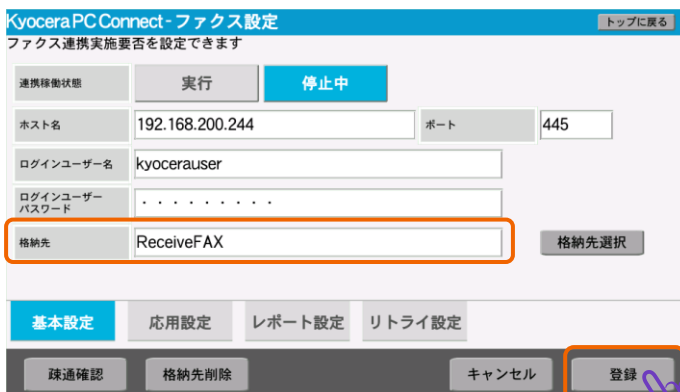 Kyocera PC Connect - ファクス設定 トップに戻る
ファクス連携実施要否を設定できます
連携稼働状態 実行 停止中
ホスト名 192.168.200.244 ポート 445
ログインユーザー名 kyocerauser
ログインユーザー
パスワード ・・・・・・・・・
格納先 ReceiveFAX 格納先選択
基本設定 応用設定 レポート設定 リトライ設定
疎通確認 格納先削除 キャンセル 登録